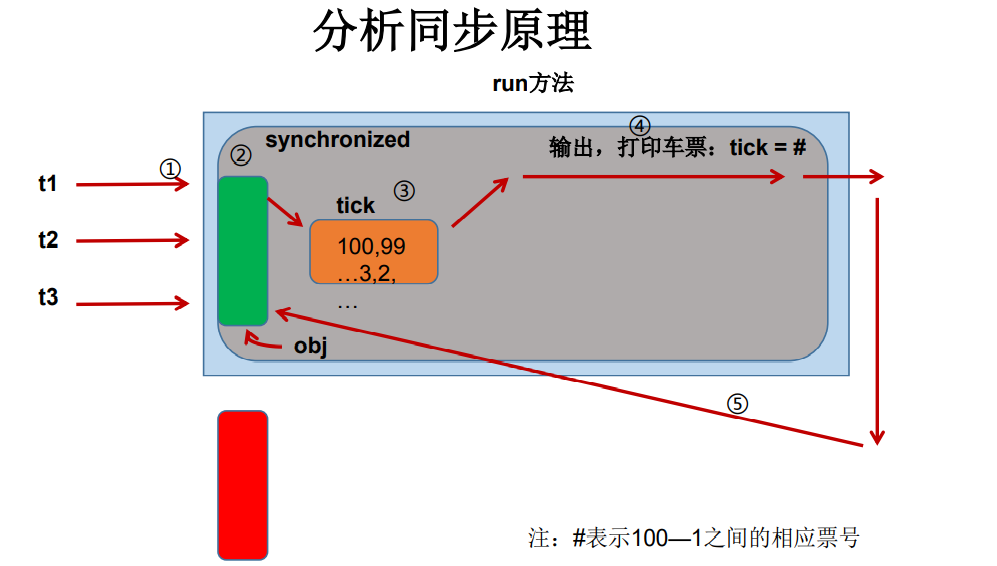 分析同步原理
run方法
synchronized
④
输出，打印车票：tick = #
①
②
t1
③
tick
t2
100,99
…3,2,
…
t3
obj
⑤
注：#表示100—1之间的相应票号